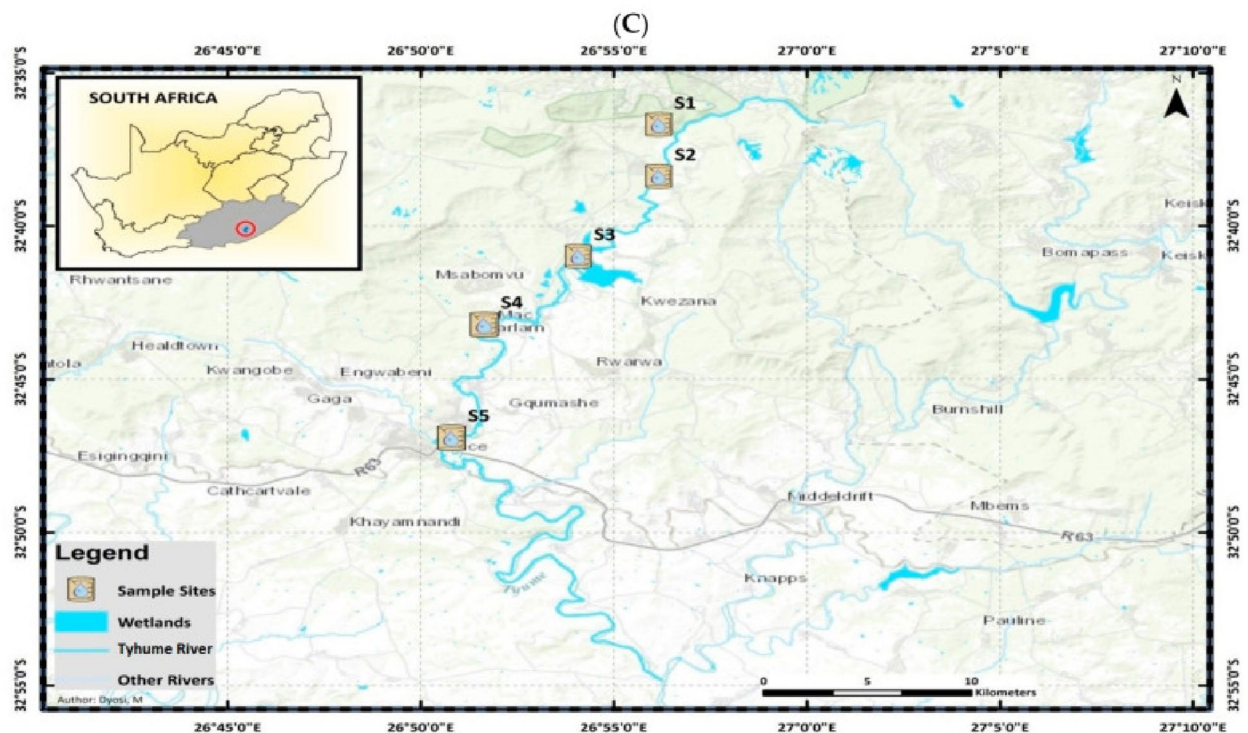 (C)
26°45'0"E 26°50'0"E 26°55'0"E 27°0'0"E 27°5'0"E 27°10'0"E
32°35'0"S
32°35'0"S
N
SOUTH AFRICA
S1
S2
32°40'0"S
32°40'0"S
Keisk
S3
Bomapass
Keisk
Rhwantsane
Msabomvu
S4
Kwezana
Mac
arlam
Healdtown
Rwarwa
ntola
Kwangobe
Engwabeni
32°45'0"S
32°45'0"S
Gaga
Gqumashe
Burnshill
S5
ce
Esigingqini
R63
Cathcartvale
Middeldrift
Mbems
Khayamnandi
R63
32°50'0"S
32°50'0"S
Legend
Sample Sites
Knapps
Wetlands
Pauline
Tyhume River
Other Rivers
0 5 10
Kilometers
32°55'0"S
32°55'0"S
Author: Dyosi, M
26°45'0"E 26°50'0"E 26°55'0"E 27°0'0"E 27°5'0"E 27°10'0"E